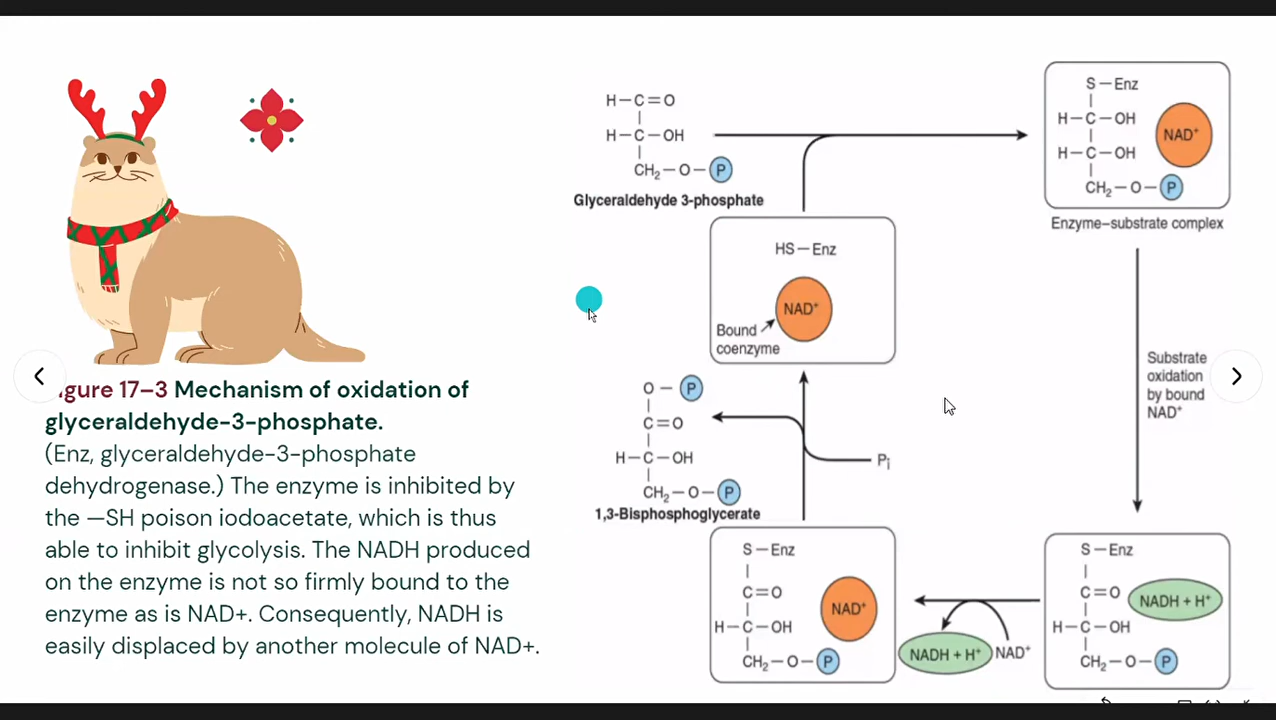 igure 17–3 Mechanism of oxidation of
glyceraldehyde-3-phosphate.
(Enz, glyceraldehyde-3-phosphate
dehydrogenase.) The enzyme is inhibited by
the —SH poison iodoacetate, which is thus
able to inhibit glycolysis. The NADH produced
on the enzyme is not so firmly bound to the
enzyme as is NAD+. Consequently, NADH is
easily displaced by another molecule of NAD+.
H–C=O
H–C–OH
CH₂–O–P
Glyceraldehyde 3-phosphate
S–Enz
H–C–OH
H–C–OH
CH₂–O–P
NAD⁺
Enzyme–substrate complex
HS–Enz
NAD⁺
Bound
coenzyme
Substrate
oxidation
by bound
NAD⁺
O–P
C=O
H–C–OH
CH₂–O–P
1,3-Bisphosphoglycerate
Pi
S–Enz
C=O
H–C–OH
CH₂–O–P
NAD⁺
NADH + H⁺
NAD⁺
S–Enz
C=O
H–C–OH
CH₂–O–P
NADH + H⁺